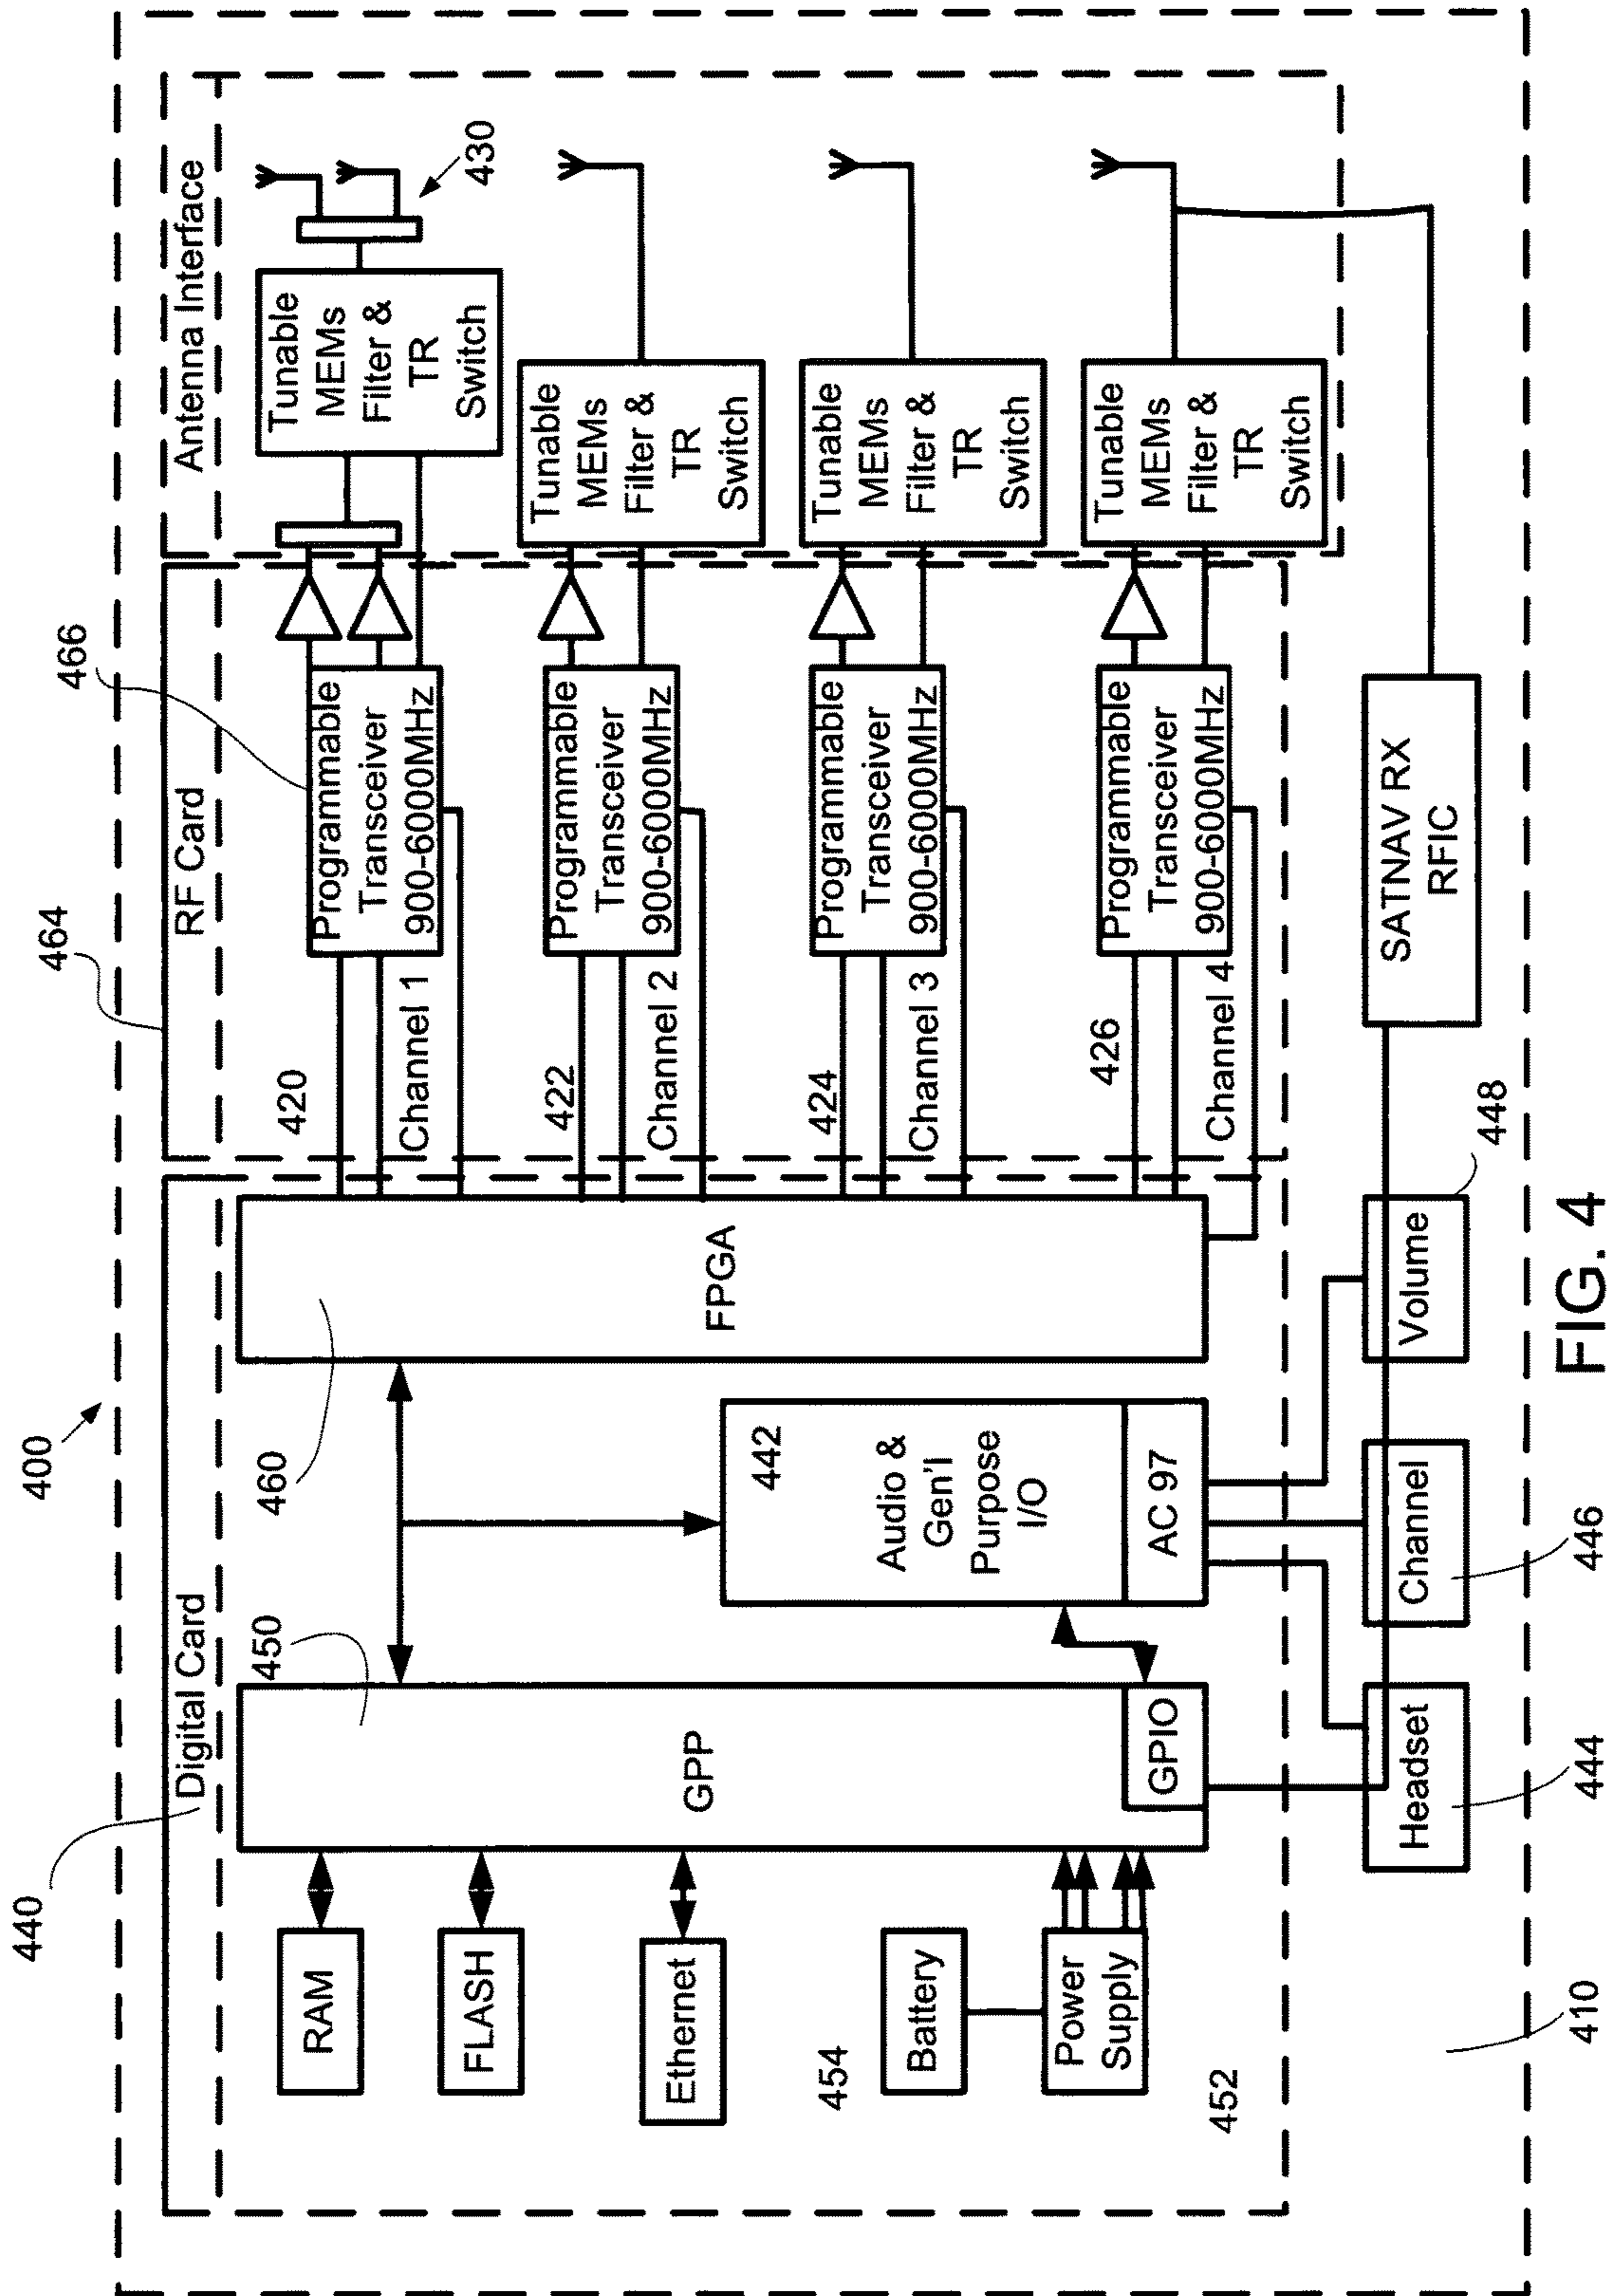 400
440
Digital Card
464
RF Card
466
Antenna Interface
RAM
FLASH
Ethernet
454
Battery
Power
Supply
452
450
GPP
GPIO
460
FPGA
442
Audio &
Gen'l
Purpose
I/O
AC 97
420
Channel 1
Programmable
Transceiver
900-6000MHz
Tunable
MEMs
Filter &
TR
Switch
430
422
Channel 2
Programmable
Transceiver
900-6000MHz
Tunable
MEMs
Filter &
TR
Switch
424
Channel 3
Programmable
Transceiver
900-6000MHz
Tunable
MEMs
Filter &
TR
Switch
426
Channel 4
Programmable
Transceiver
900-6000MHz
Tunable
MEMs
Filter &
TR
Switch
Headset
444
Channel
446
Volume
448
SATNAV RX
RFIC
410
FIG. 4